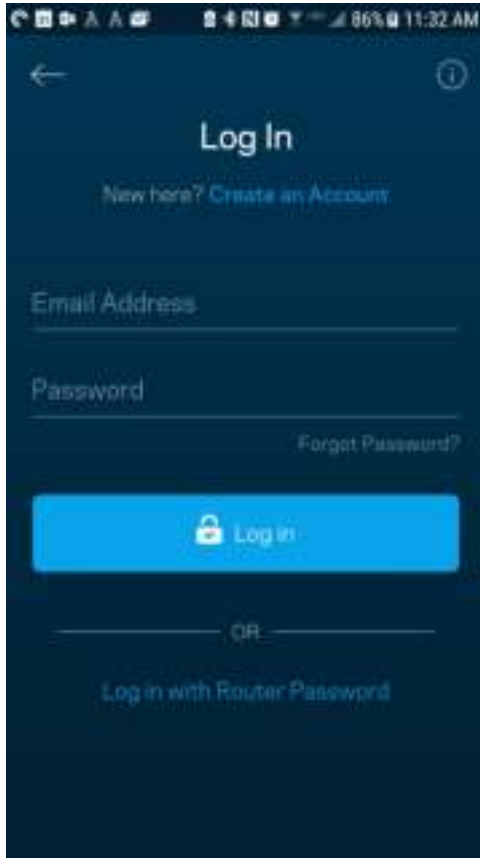 86% 11:32 AM
Log In
New here? Create an Account
Email Address
Password
Forgot Password?
Log in
OR
Log in with Router Password